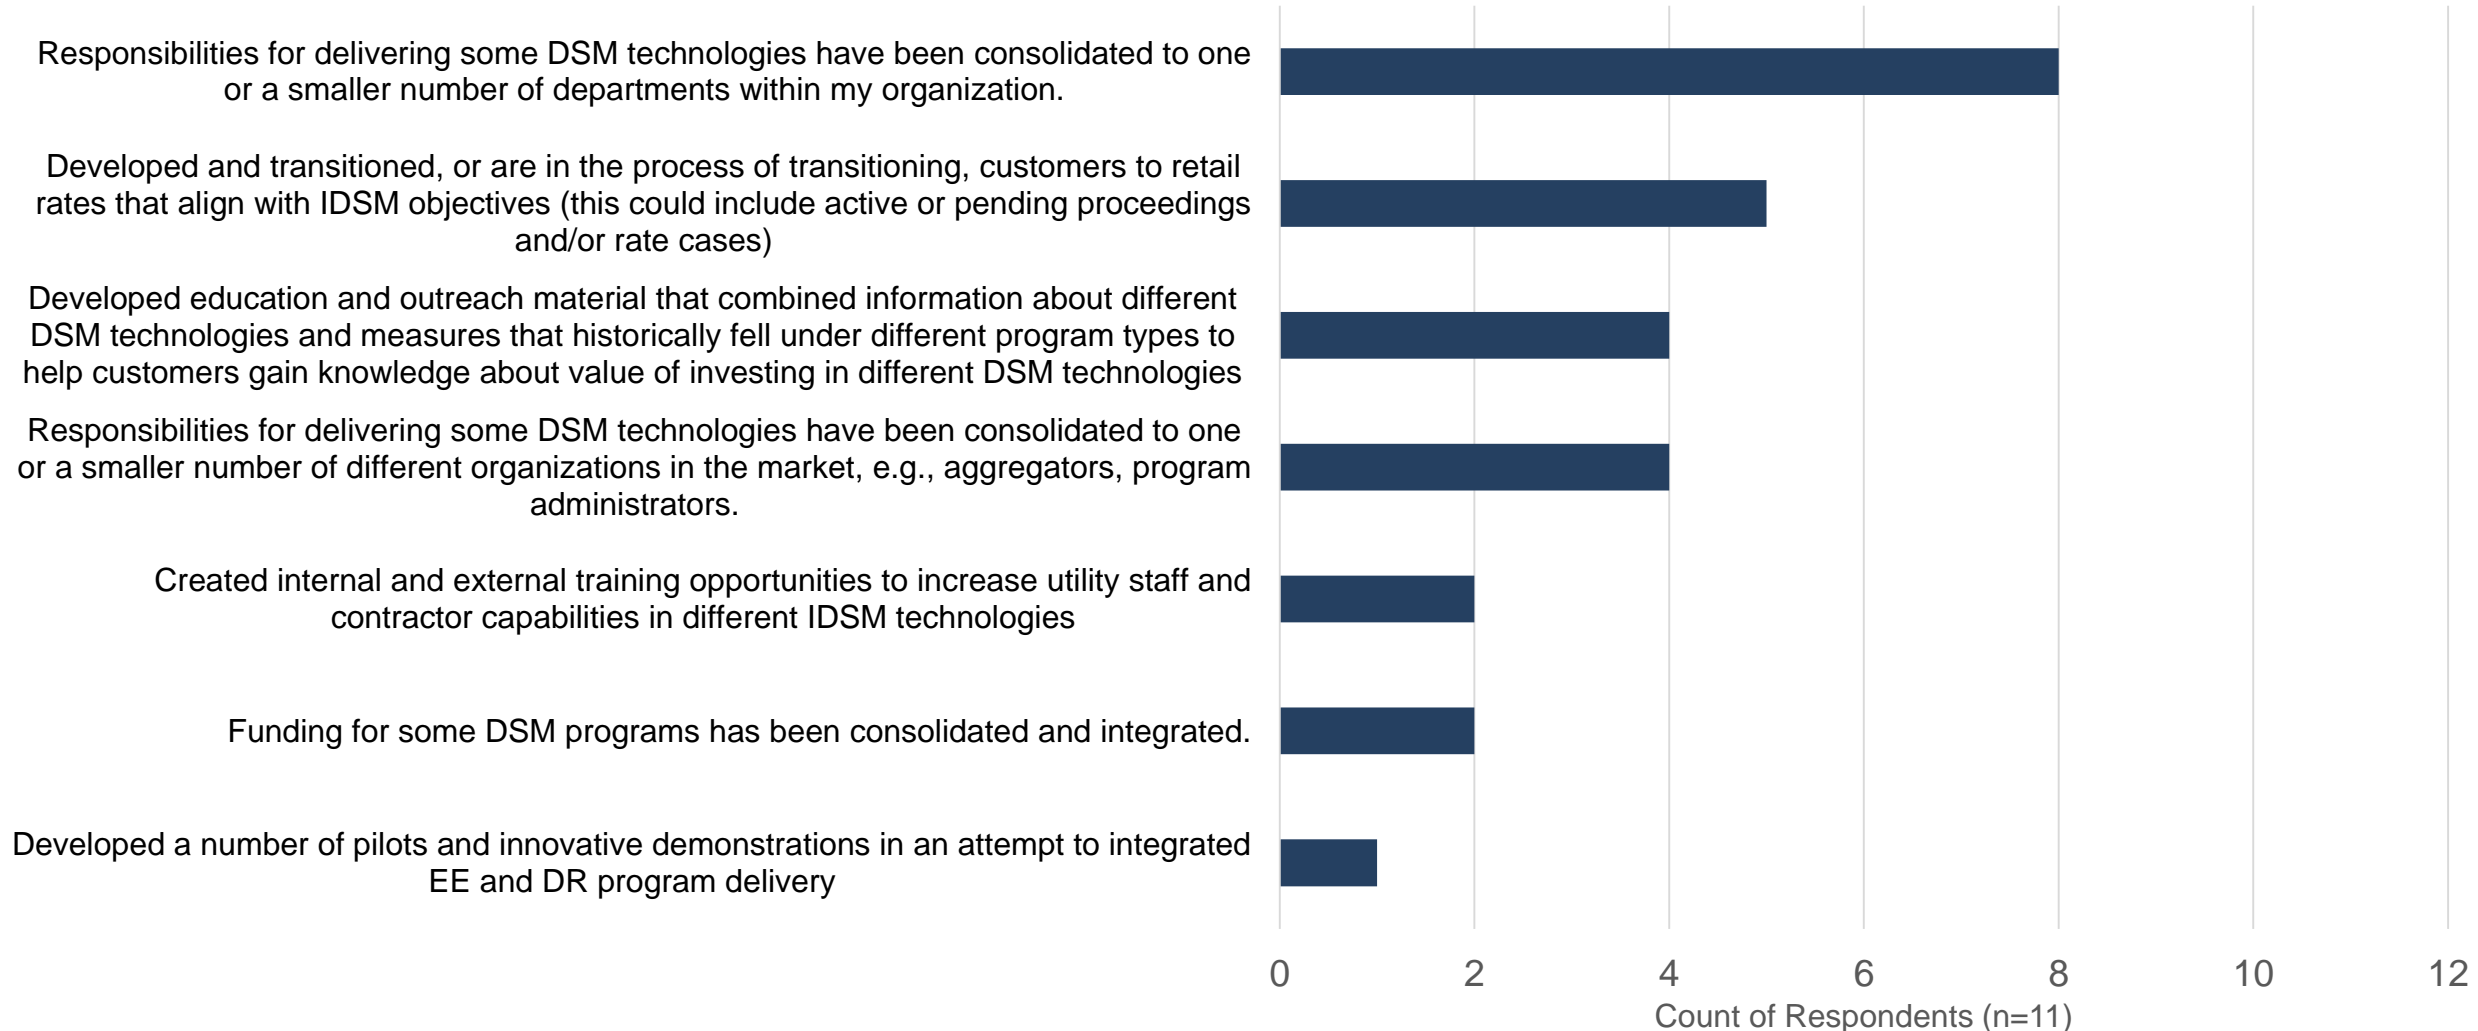 Responsibilities for delivering some DSM technologies have been consolidated to one
or a smaller number of departments within my organization.
Developed and transitioned, or are in the process of transitioning, customers to retail
rates that align with IDSM objectives (this could include active or pending proceedings
and/or rate cases)
Developed education and outreach material that combined information about different
DSM technologies and measures that historically fell under different program types to
help customers gain knowledge about value of investing in different DSM technologies
Responsibilities for delivering some DSM technologies have been consolidated to one
or a smaller number of different organizations in the market, e.g., aggregators, program
administrators.
Created internal and external training opportunities to increase utility staff and
contractor capabilities in different IDSM technologies
Funding for some DSM programs has been consolidated and integrated.
Developed a number of pilots and innovative demonstrations in an attempt to integrated
EE and DR program delivery
0 2 4 6 8 10 12
Count of Respondents (n=11)